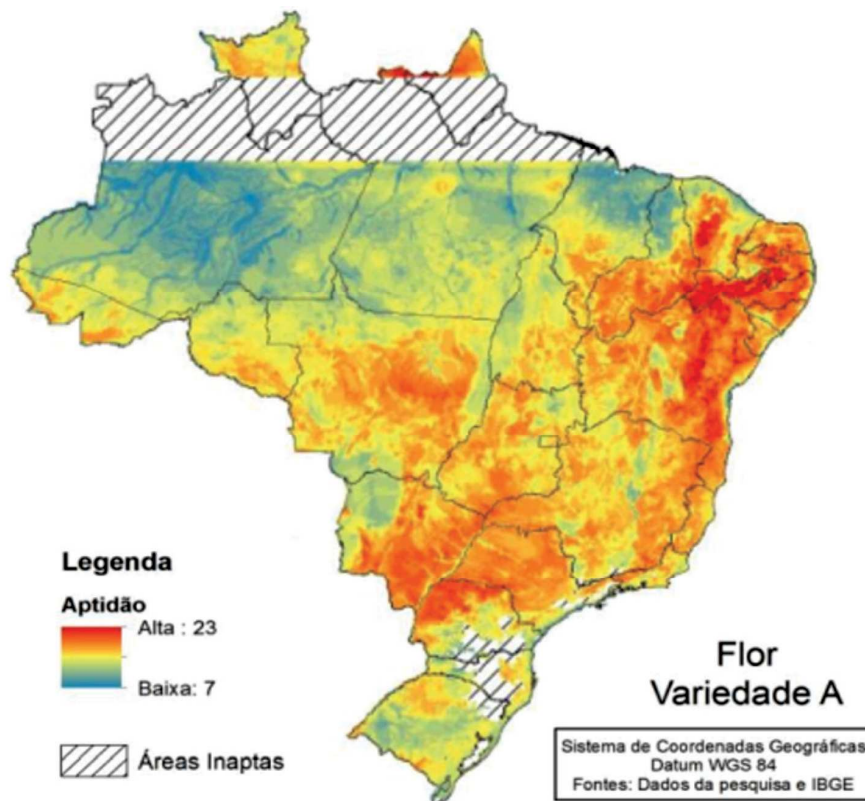 Legenda
Aptidão
Alta : 23
Baixa: 7
Áreas Inaptas
Flor
Variedade A
Sistema de Coordenadas Geográficas
Datum WGS 84
Fontes: Dados da pesquisa e IBGE